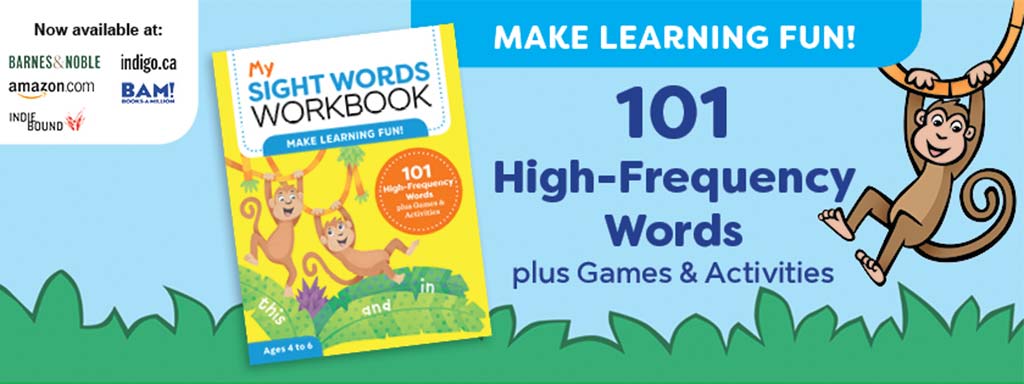 Now available at:
BARNES & NOBLE
indigo.ca
amazon.com
BAM!
BOOKS·A·MILLION
INDIE
BOUND
My
SIGHT WORDS
WORKBOOK
MAKE LEARNING FUN!
101
High-Frequency
Words
plus Games &
Activities
this
and
in
Ages 4 to 6
MAKE LEARNING FUN!
101
High-Frequency
Words
plus Games & Activities